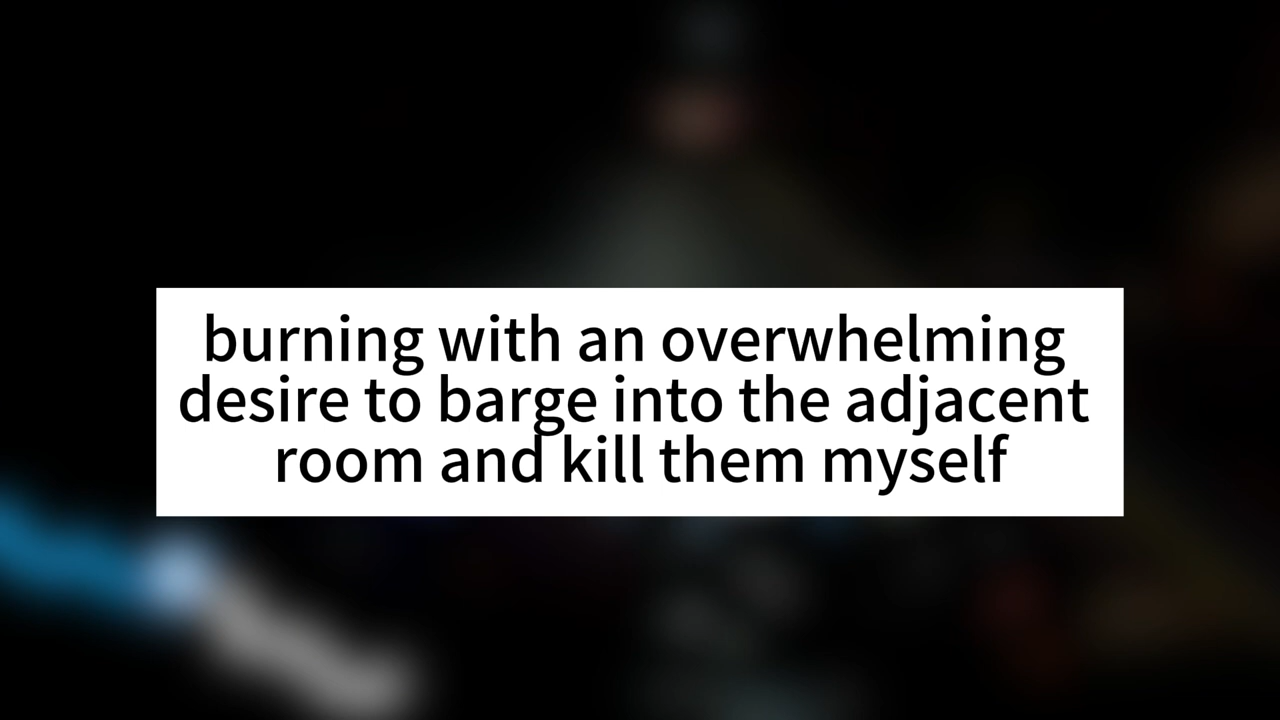 burning with an overwhelming
desire to barge into the adjacent
room and kill them myself